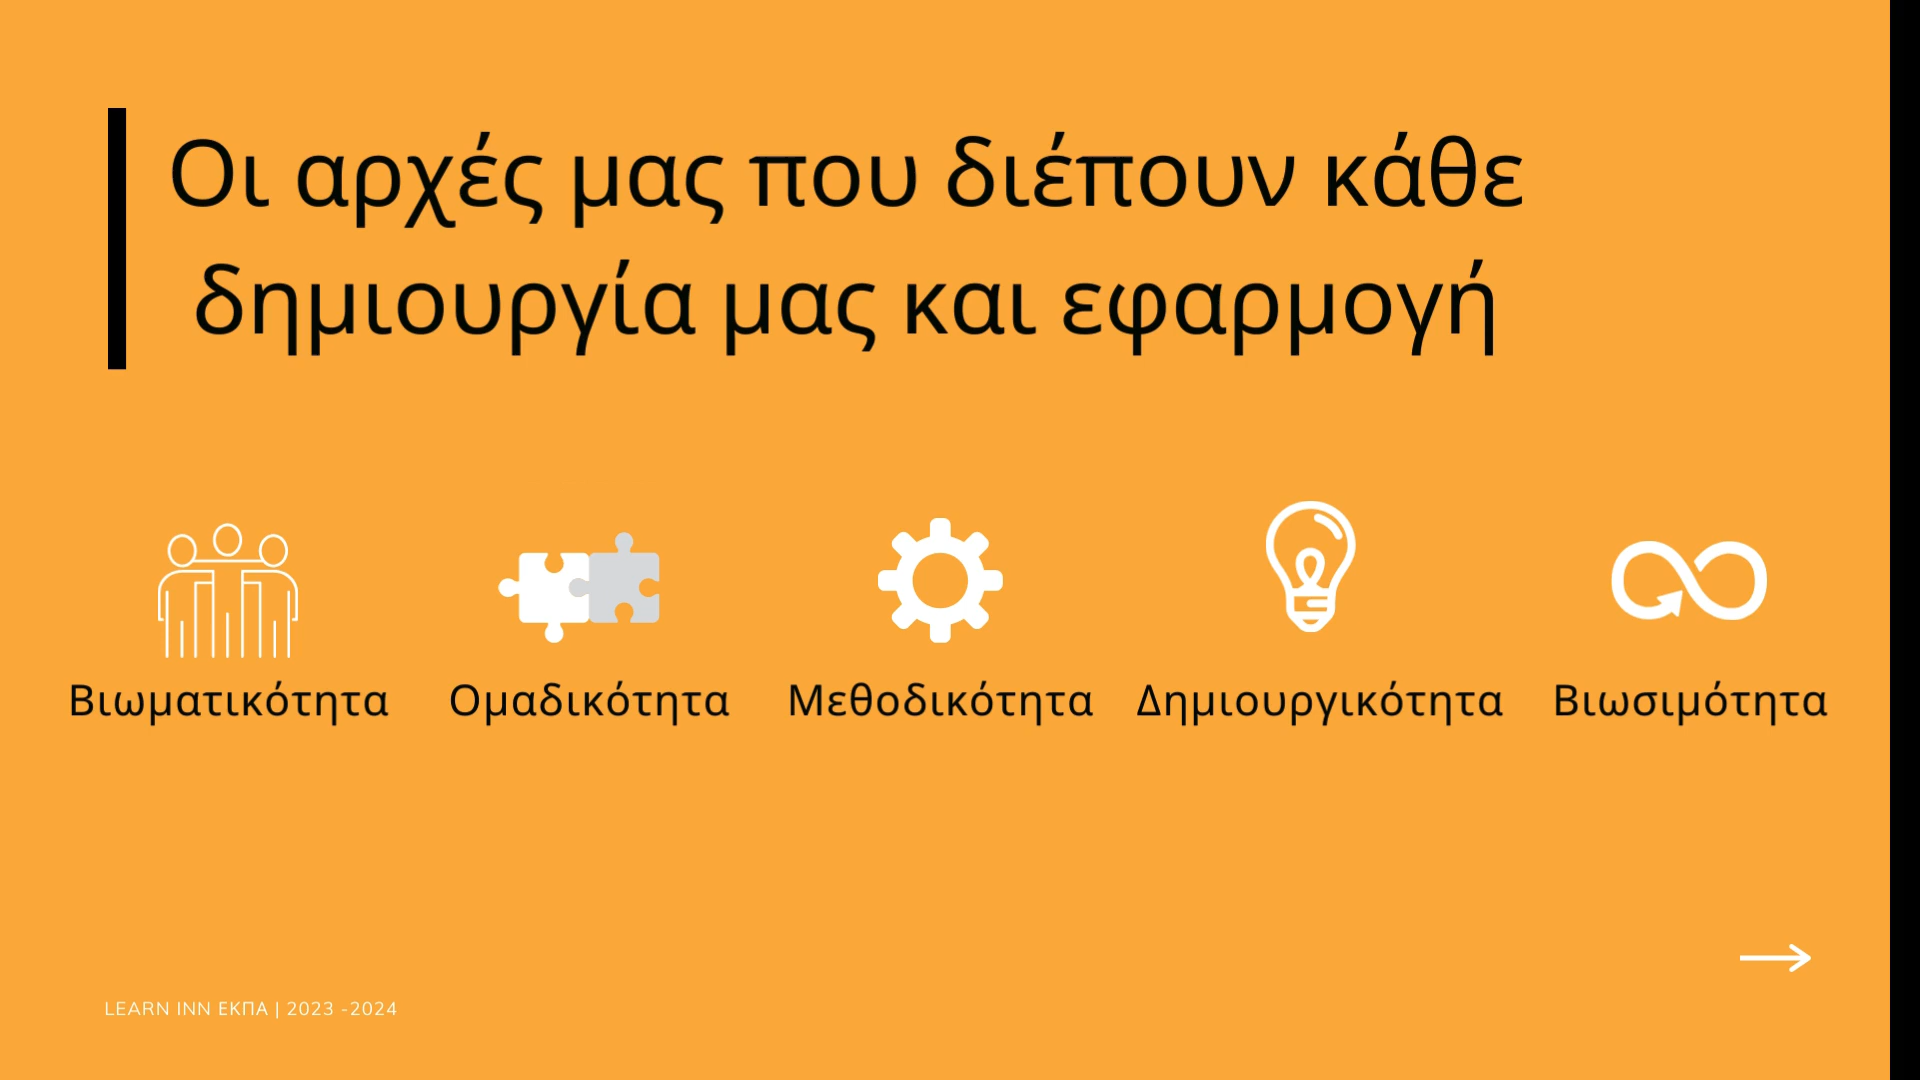 Οι αρχές μας που διέπουν κάθε
δημιουργία μας και εφαρμογή
Βιωματικότητα
Ομαδικότητα
Μεθοδικότητα
Δημιουργικότητα
Βιωσιμότητα
LEARN INN ΕΚΠΑ | 2023 -2024